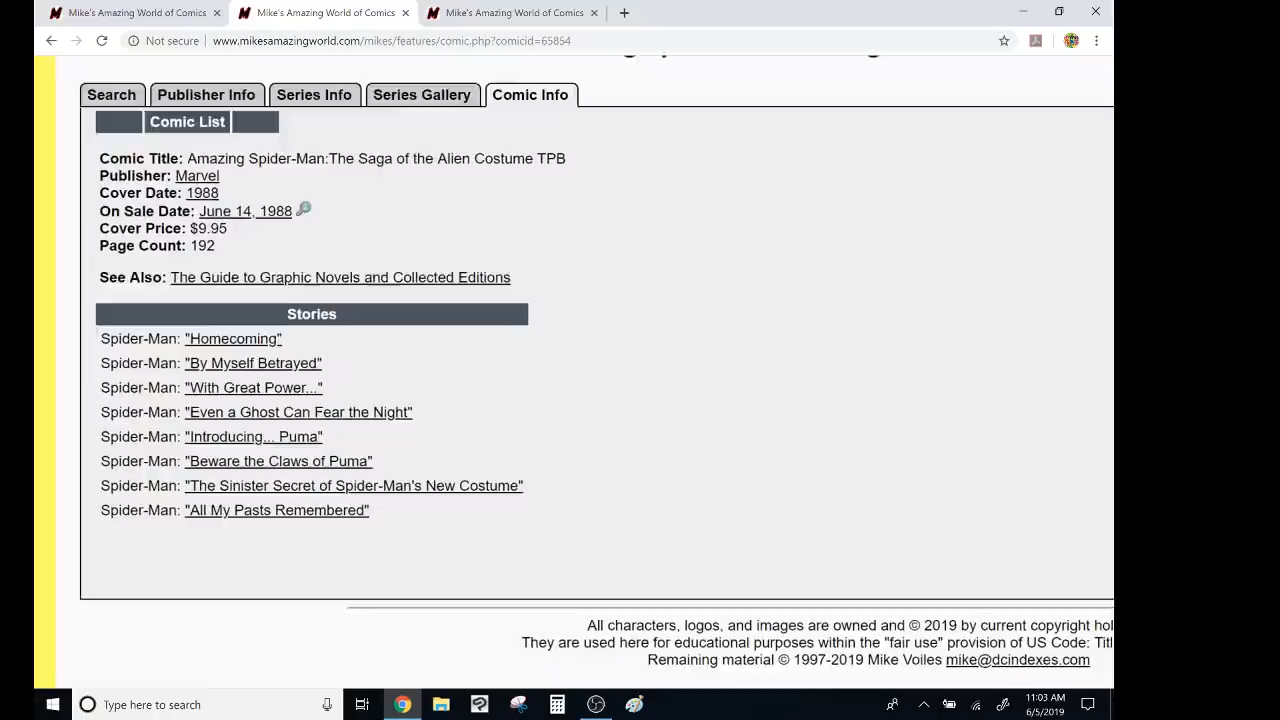 Mike's Amazing World of Comics × Mike's Amazing World of Comics × Mike's Amazing World of Comics × +
Not secure | www.mikesamazingworld.com/mikes/features/comic.php?comicid=65854
Search Publisher Info Series Info Series Gallery Comic Info
Comic List
Comic Title: Amazing Spider-Man:The Saga of the Alien Costume TPB
Publisher: Marvel
Cover Date: 1988
On Sale Date: June 14, 1988
Cover Price: $9.95
Page Count: 192
See Also: The Guide to Graphic Novels and Collected Editions
Stories
Spider-Man: "Homecoming"
Spider-Man: "By Myself Betrayed"
Spider-Man: "With Great Power..."
Spider-Man: "Even a Ghost Can Fear the Night"
Spider-Man: "Introducing... Puma"
Spider-Man: "Beware the Claws of Puma"
Spider-Man: "The Sinister Secret of Spider-Man's New Costume"
Spider-Man: "All My Pasts Remembered"
All characters, logos, and images are owned and © 2019 by current copyright hol
They are used here for educational purposes within the "fair use" provision of US Code: Titl
Remaining material © 1997-2019 Mike Voiles mike@dcindexes.com
Type here to search
11:03 AM
6/5/2019